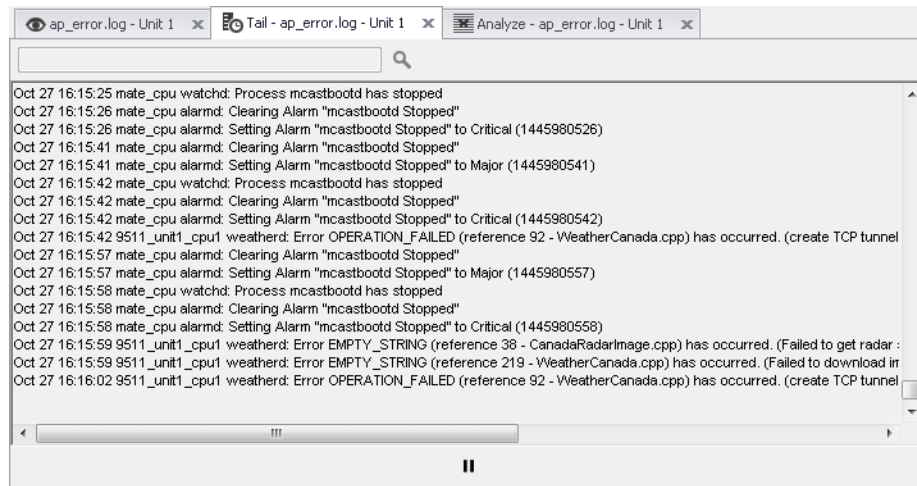 ap_error.log - Unit 1
Tail - ap_error.log - Unit 1
Analyze - ap_error.log - Unit 1
Oct 27 16:15:25 mate_cpu watchd: Process mcastbootd has stopped
Oct 27 16:15:26 mate_cpu alarmd: Clearing Alarm "mcastbootd Stopped"
Oct 27 16:15:26 mate_cpu alarmd: Setting Alarm "mcastbootd Stopped" to Critical (1445980526)
Oct 27 16:15:41 mate_cpu alarmd: Clearing Alarm "mcastbootd Stopped"
Oct 27 16:15:41 mate_cpu alarmd: Setting Alarm "mcastbootd Stopped" to Major (1445980541)
Oct 27 16:15:42 mate_cpu watchd: Process mcastbootd has stopped
Oct 27 16:15:42 mate_cpu alarmd: Clearing Alarm "mcastbootd Stopped"
Oct 27 16:15:42 mate_cpu alarmd: Setting Alarm "mcastbootd Stopped" to Critical (1445980542)
Oct 27 16:15:42 9511_unit1_cpu1 weatherd: Error OPERATION_FAILED (reference 92 - WeatherCanada.cpp) has occurred. (create TCP tunnel
Oct 27 16:15:57 mate_cpu alarmd: Clearing Alarm "mcastbootd Stopped"
Oct 27 16:15:57 mate_cpu alarmd: Setting Alarm "mcastbootd Stopped" to Major (1445980557)
Oct 27 16:15:58 mate_cpu watchd: Process mcastbootd has stopped
Oct 27 16:15:58 mate_cpu alarmd: Clearing Alarm "mcastbootd Stopped"
Oct 27 16:15:58 mate_cpu alarmd: Setting Alarm "mcastbootd Stopped" to Critical (1445980558)
Oct 27 16:15:59 9511_unit1_cpu1 weatherd: Error EMPTY_STRING (reference 38 - CanadaRadarImage.cpp) has occurred. (Failed to get radar
Oct 27 16:15:59 9511_unit1_cpu1 weatherd: Error EMPTY_STRING (reference 219 - WeatherCanada.cpp) has occurred. (Failed to download
Oct 27 16:16:02 9511_unit1_cpu1 weatherd: Error OPERATION_FAILED (reference 92 - WeatherCanada.cpp) has occurred. (create TCP tunnel